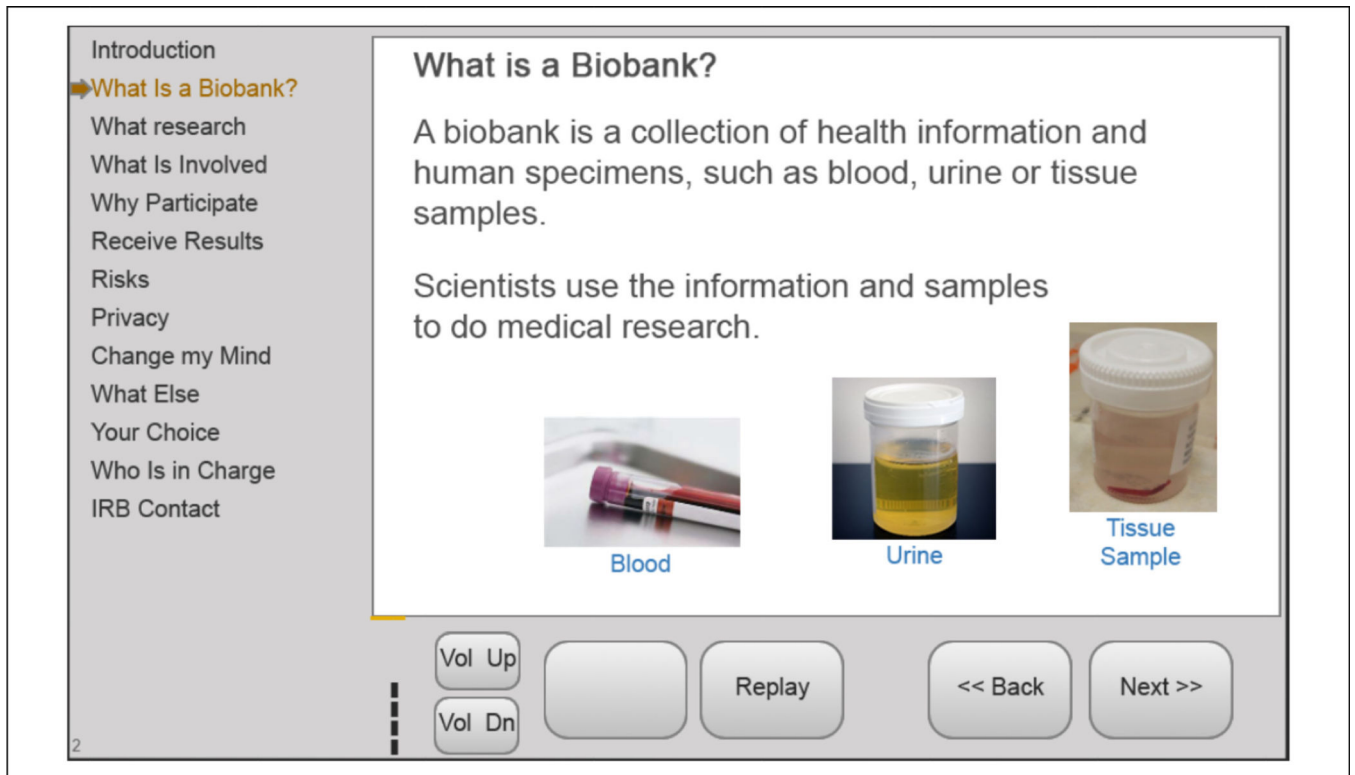 Introduction
What Is a Biobank?
What research
What Is Involved
Why Participate
Receive Results
Risks
Privacy
Change my Mind
What Else
Your Choice
Who Is in Charge
IRB Contact
2
What is a Biobank?
A biobank is a collection of health information and
human specimens, such as blood, urine or tissue
samples.
Scientists use the information and samples
to do medical research.
Blood
Urine
Tissue
Sample
Vol Up
Vol Dn
Replay
<< Back
Next >>